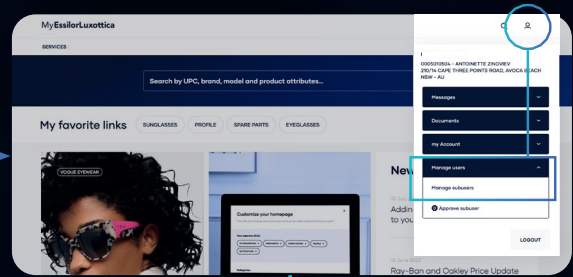 MyEssilorLuxottica
SERVICES
Search by UPC, brand, model and product attributes...
My favorite links
SUNGLASSES
PROFILE
SPARE PARTS
EYEGLASSES
VOGUE EYEWEAR
Customize your homepage
New
Addin
to you
Ray-Ban and Oakley Price Update
0005010504 - ANTOINETTE ZINOVIEV
210/14 CAPE THREE POINTS ROAD, AVOCA BEACH
NSW - AU
Messages
Documents
my Account
Manage users
Manage subusers
Approve subuser
LOGOUT